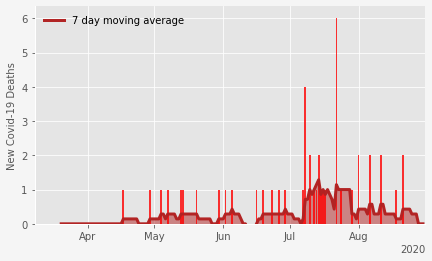 6
5
4
3
2
1
0
New Covid-19 Deaths
7 day moving average
Apr
May
Jun
Jul
Aug
2020